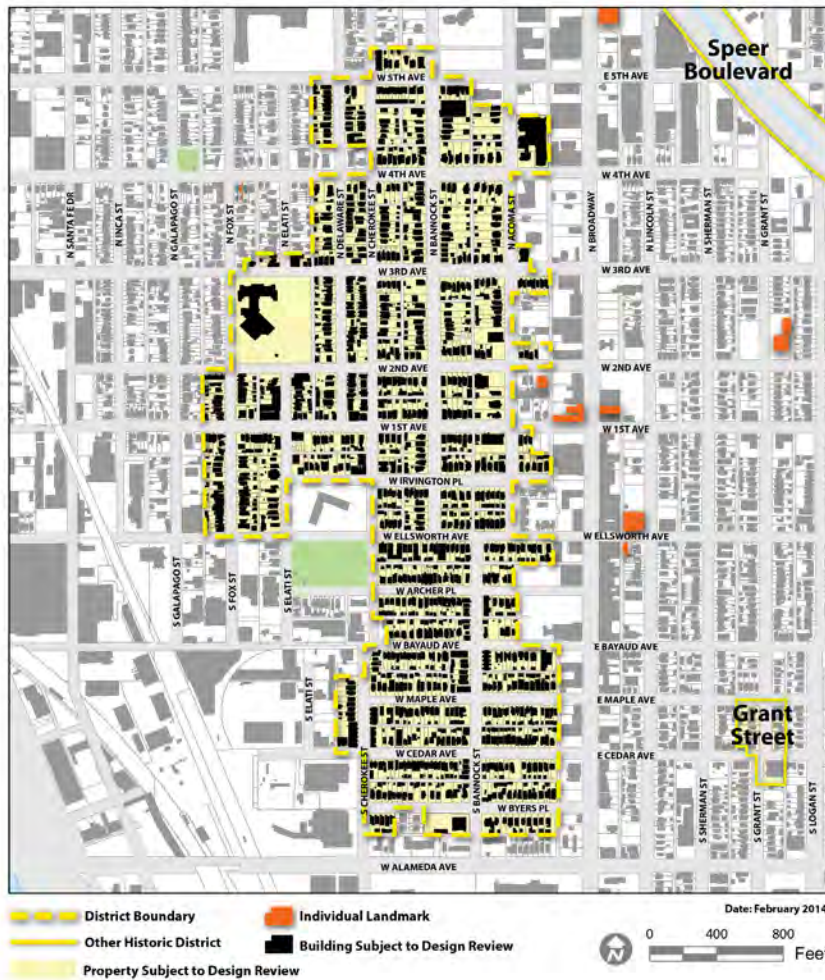 Speer
Boulevard
W 5TH AVE
E 5TH AVE
W 4TH AVE
W 4TH AVE
N SANTA FE DR
N INCA ST
N GALAPAGO ST
N FOX ST
N ELATI ST
N DELAWARE ST
N CHEROKEE ST
N BANNOCK ST
N ACOMA ST
N BROADWAY
N LINCOLN ST
N SHERMAN ST
N GRANT ST
W 3RD AVE
W 3RD AVE
W 2ND AVE
W 2ND AVE
W 1ST AVE
W 1ST AVE
W IRVINGTON PL
W ELLSWORTH AVE
W ELLSWORTH AVE
S GALAPAGO ST
S FOX ST
S ELATI ST
W ARCHER PL
W BAYAUD AVE
E BAYAUD AVE
S ELATI ST
W MAPLE AVE
E MAPLE AVE
Grant
Street
W CEDAR AVE
E CEDAR AVE
S CHEROKEE ST
S BANNOCK ST
S SHERMAN ST
S GRANT ST
S LOGAN ST
W BYERS PL
W ALAMEDA AVE
Date: February 2014
District Boundary
Individual Landmark
Other Historic District
Building Subject to Design Review
Property Subject to Design Review
N
0 400 800
Feet